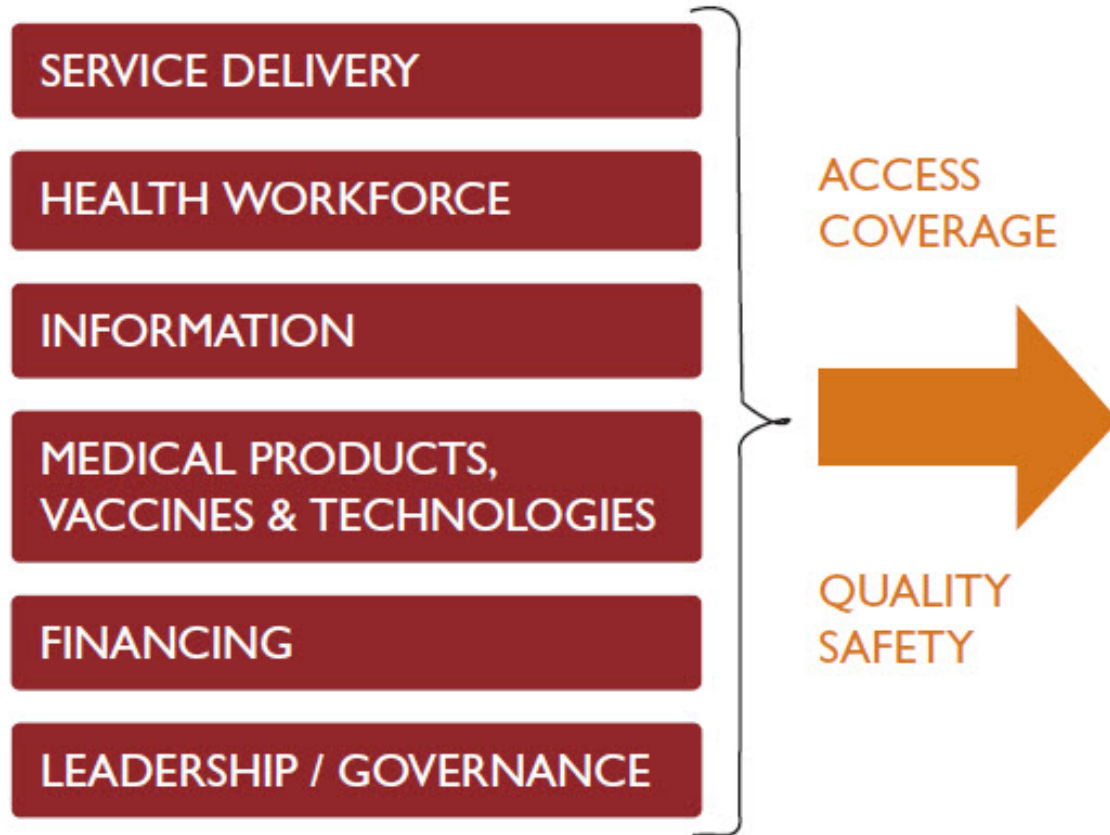 SERVICE DELIVERY
HEALTH WORKFORCE
INFORMATION
MEDICAL PRODUCTS,
VACCINES & TECHNOLOGIES
FINANCING
LEADERSHIP / GOVERNANCE
ACCESS
COVERAGE
QUALITY
SAFETY